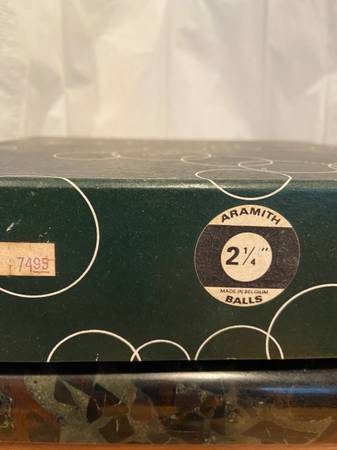 ARAMITH
2 1/4"
MADE IN BELGIUM
BALLS
7495